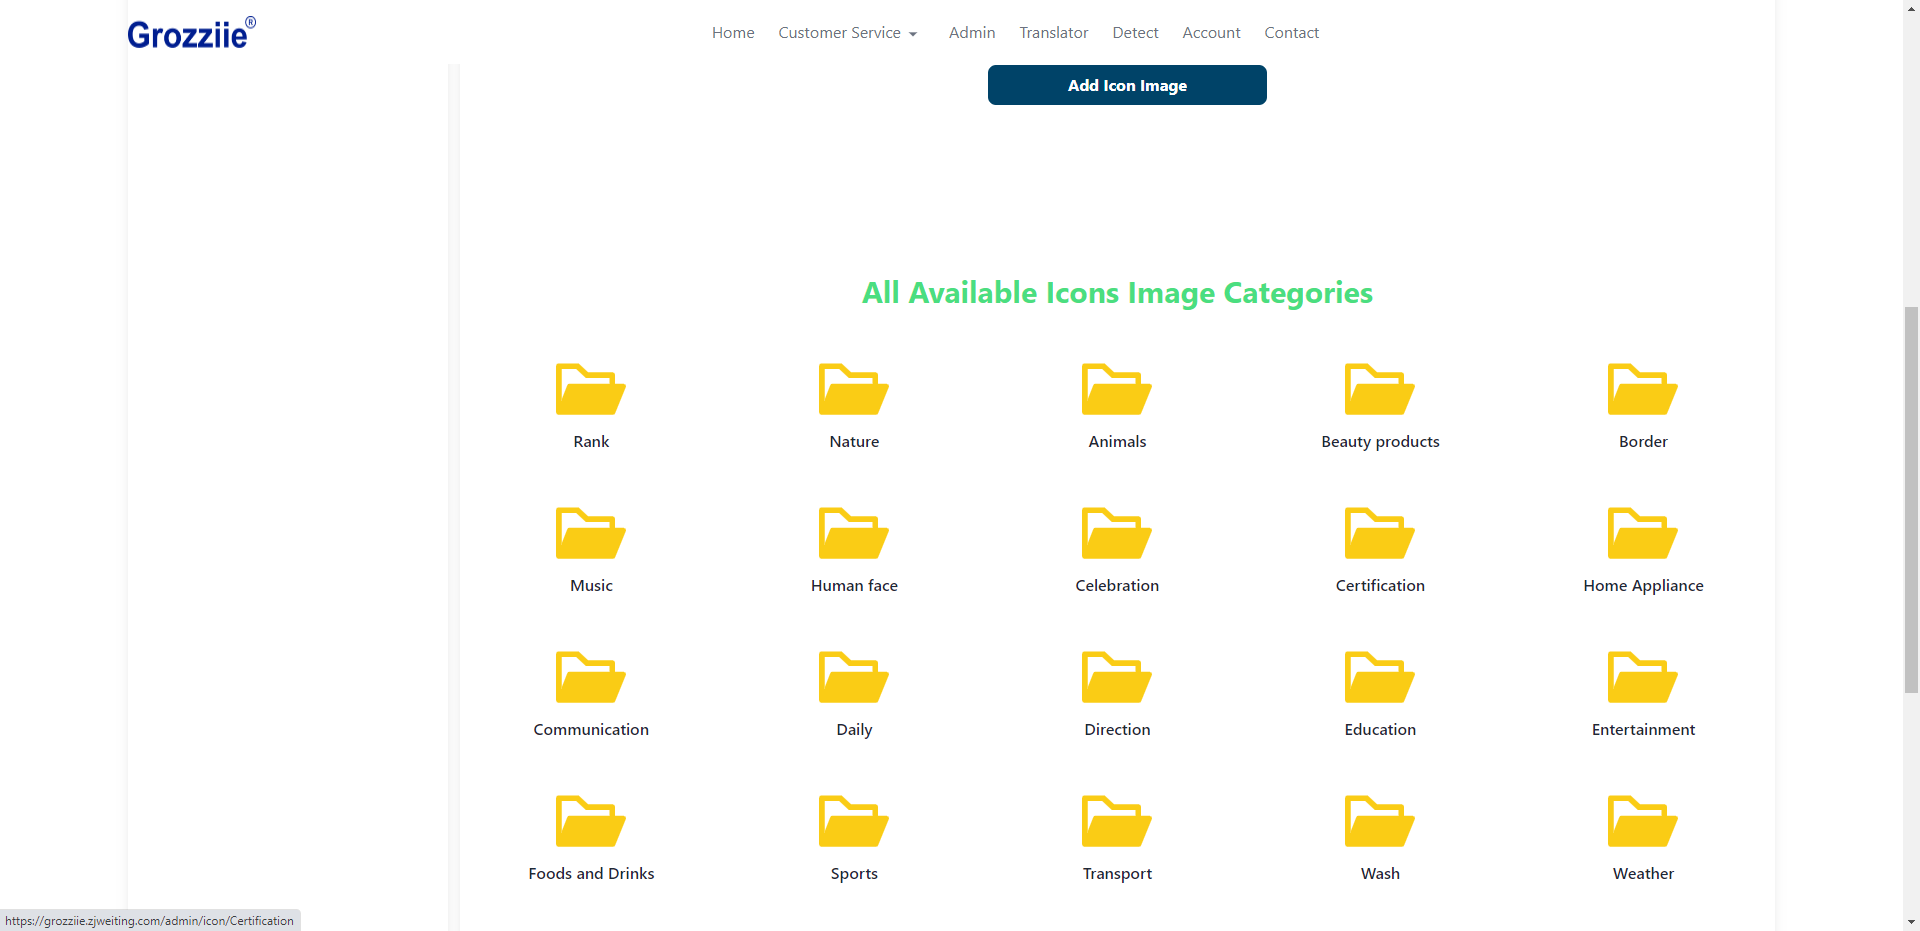 Grozziie®
Home Customer Service Admin Translator Detect Account Contact
Add Icon Image
All Available Icons Image Categories
Rank Nature Animals Beauty products Border
Music Human face Celebration Certification Home Appliance
Communication Daily Direction Education Entertainment
Foods and Drinks Sports Transport Wash Weather
https://grozziie.zjweiting.com/admin/icon/Certification